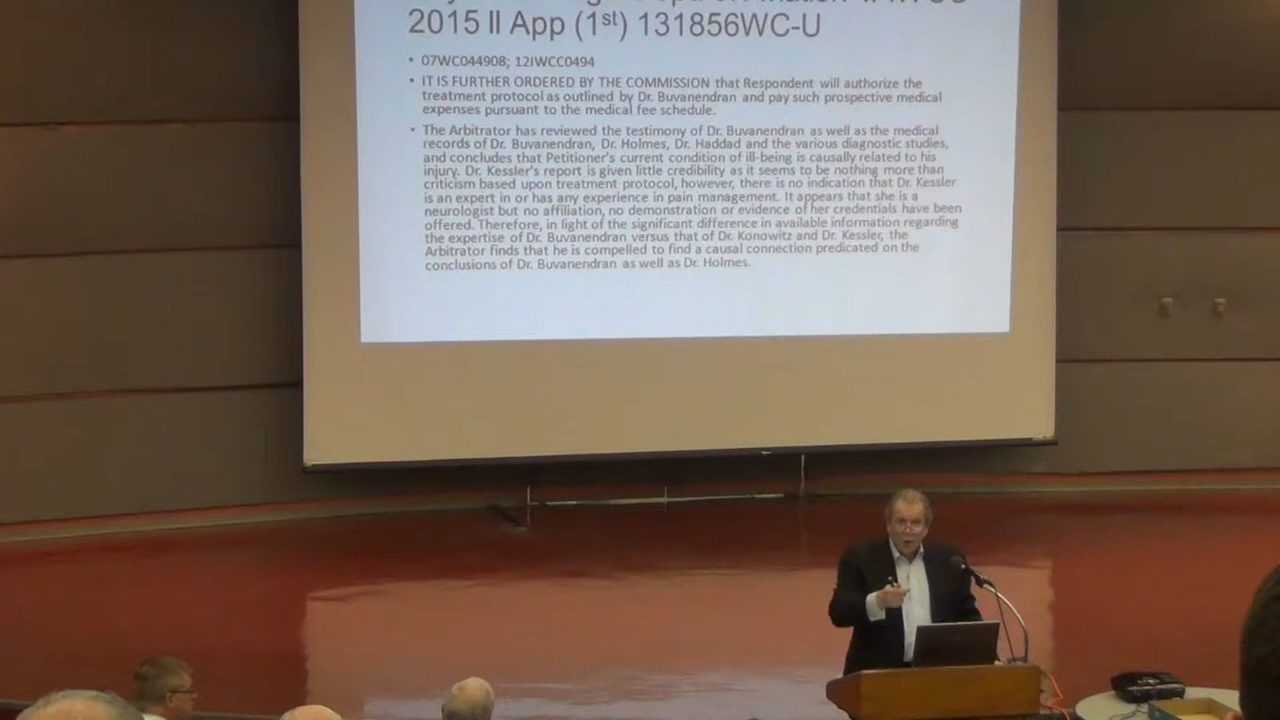 2015 Il App (1st) 131856WC-U
• 07WC044908; 12IWCC0494
• IT IS FURTHER ORDERED BY THE COMMISSION that Respondent will authorize the
treatment protocol as outlined by Dr. Buvanendran and pay such prospective medical
expenses pursuant to the medical fee schedule.
• The Arbitrator has reviewed the testimony of Dr. Buvanendran as well as the medical
records of Dr. Buvanendran, Dr. Holmes, Dr. Haddad and the various diagnostic studies,
and concludes that Petitioner's current condition of ill-being is causally related to his
injury. Dr. Kessler's report is given little credibility as it seems to be nothing more than
criticism based upon treatment protocol, however, there is no indication that Dr. Kessler
is an expert in or has any experience in pain management. It appears that she is a
neurologist but no affiliation, no demonstration or evidence of her credentials have been
offered. Therefore, in light of the significant difference in available information regarding
the expertise of Dr. Buvanendran versus that of Dr. Konowitz and Dr. Kessler, the
Arbitrator finds that he is compelled to find a causal connection predicated on the
conclusions of Dr. Buvanendran as well as Dr. Holmes.